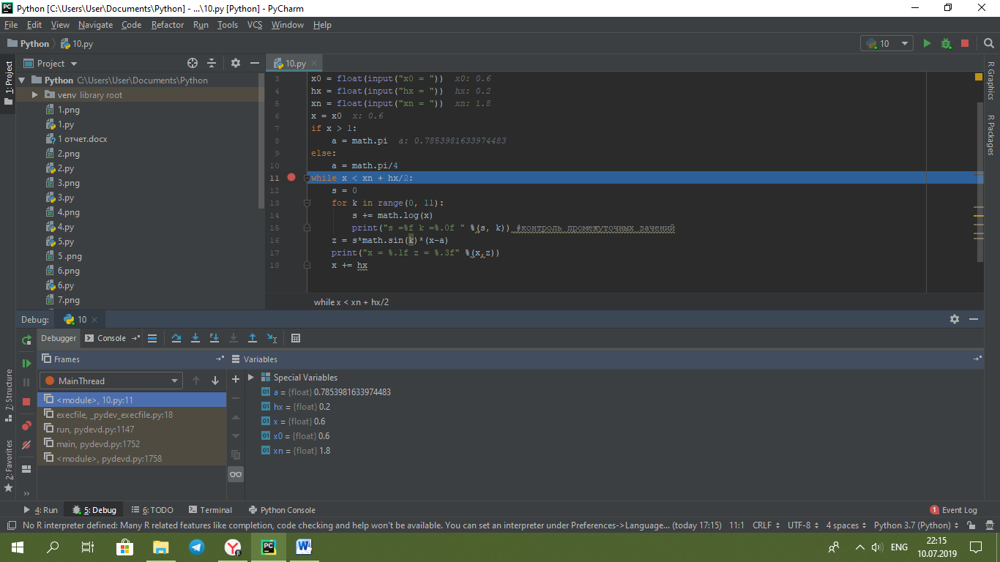 Python [C:\Users\User\Documents\Python] - ...\10.py [Python] - PyCharm
File Edit View Navigate Code Refactor Run Tools VCS Window Help
Python 10.py
10
1: Project
Project
10.py
Python C:\Users\User\Documents\Python
venv library root
1.png
1.py
1 отчет.docx
2.png
2.py
3.png
3.py
4.png
4.py
5.py
5 .png
6.png
6.py
7.png
3 x0 = float(input("x0 = ")) x0: 0.6
4 hx = float(input("hx = ")) hx: 0.2
5 xn = float(input("xn = ")) xn: 1.8
6 x = x0 x: 0.6
7 if x > 1:
8 a = math.pi a: 0.7853981633974483
9 else:
10 a = math.pi/4
11 while x < xn + hx/2:
12 s = 0
13 for k in range(0, 11):
14 s += math.log(x)
15 print("s =%f k =%.0f " %(s, k)) #контроль промежуточных зачений
16 z = s*math.sin(k)*(x-a)
17 print("x = %.1f z = %.3f" %(x,z))
18 x += hx
while x < xn + hx/2
R Graphics
R Packages
Debug: 10
Debugger Console
Frames
Variables
MainThread
<module>, 10.py:11
execfile, _pydev_execfile.py:18
run, pydevd.py:1147
main, pydevd.py:1752
<module>, pydevd.py:1758
Special Variables
a = {float} 0.7853981633974483
hx = {float} 0.2
x = {float} 0.6
x0 = {float} 0.6
xn = {float} 1.8
7: Structure
2: Favorites
4: Run 5: Debug 6: TODO Terminal Python Console
1 Event Log
No R interpreter defined: Many R related features like completion, code checking and help won't be available. You can set an interpreter under Preferences->Language... (today 17:15) 11:1 CRLF UTF-8 4 spaces Python 3.7 (Python)
ENG
22:15
10.07.2019